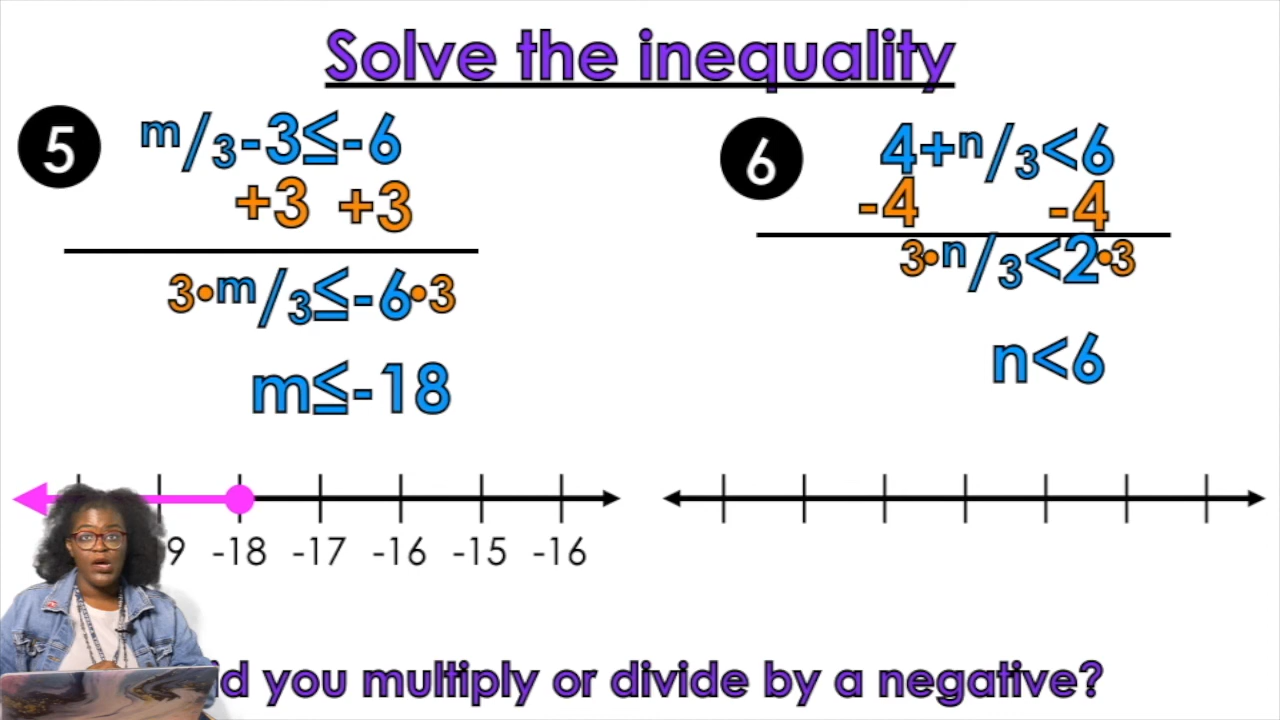 Solve the inequality
5
m/3-3≤-6
+3 +3
3•m/3≤-6•3
m≤-18
9 -18 -17 -16 -15 -16
6
4+n/3<6
-4 -4
3•n/3<2•3
n<6
id you multiply or divide by a negative?